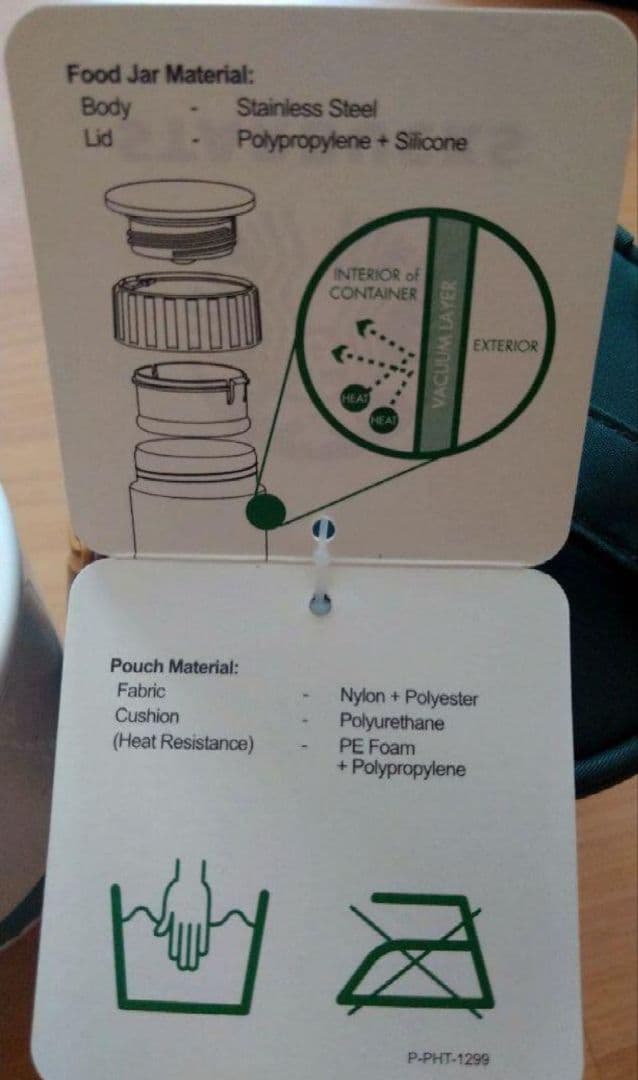 Food Jar Material:
Body - Stainless Steel
Lid - Polypropylene + Silicone
INTERIOR of
CONTAINER
VACUUM LAYER
EXTERIOR
HEAT
HEAT
Pouch Material:
Fabric - Nylon + Polyester
Cushion - Polyurethane
(Heat Resistance) - PE Foam
+ Polypropylene
P-PHT-1299